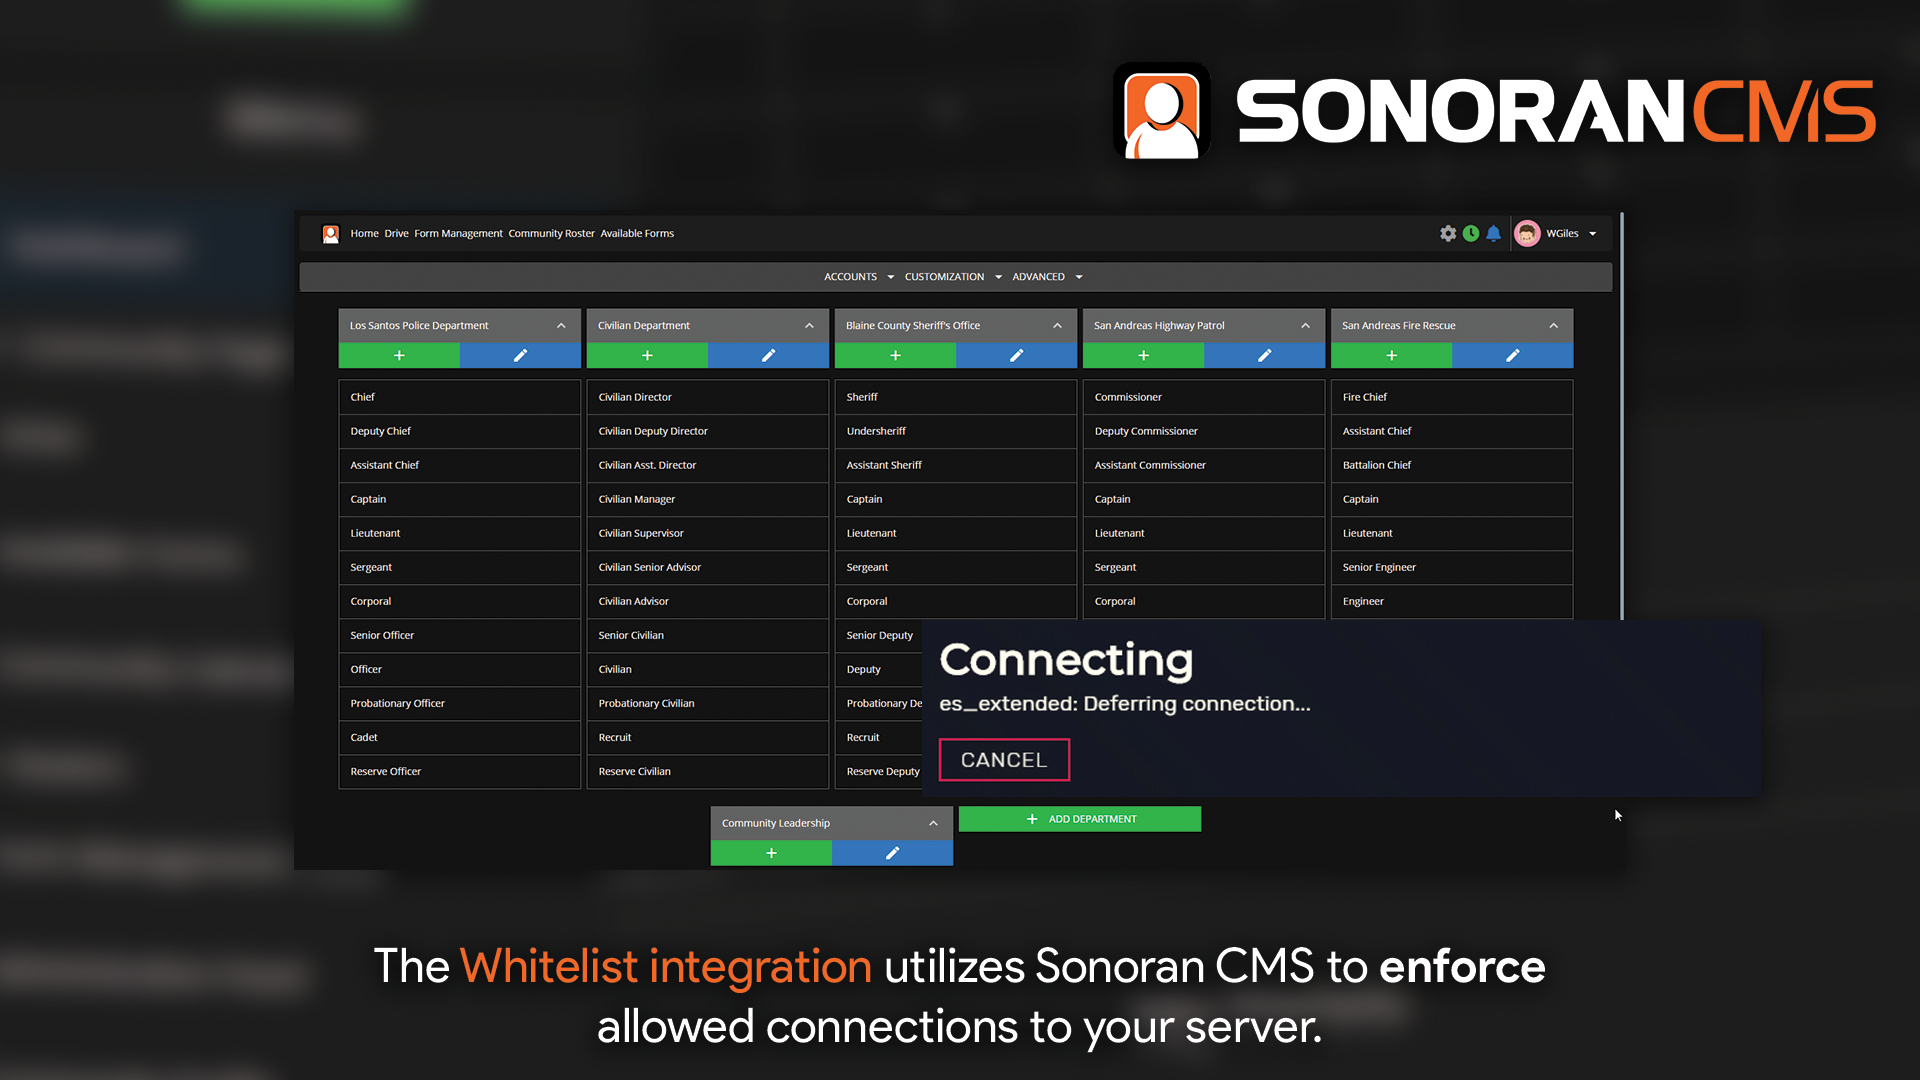 SONORANCMS
Home Drive Form Management Community Roster Available Forms
WGiles
ACCOUNTS CUSTOMIZATION ADVANCED
Los Santos Police Department
Chief
Deputy Chief
Assistant Chief
Captain
Lieutenant
Sergeant
Corporal
Senior Officer
Officer
Probationary Officer
Cadet
Reserve Officer
Civilian Department
Civilian Director
Civilian Deputy Director
Civilian Asst. Director
Civilian Manager
Civilian Supervisor
Civilian Senior Advisor
Civilian Advisor
Senior Civilian
Civilian
Probationary Civilian
Recruit
Reserve Civilian
Blaine County Sheriff's Office
Sheriff
Undersheriff
Assistant Sheriff
Captain
Lieutenant
Sergeant
Corporal
Senior Deputy
Deputy
Probationary De
Recruit
Reserve Deputy
San Andreas Highway Patrol
Commissioner
Deputy Commissioner
Assistant Commissioner
Captain
Lieutenant
Sergeant
Corporal
San Andreas Fire Rescue
Fire Chief
Assistant Chief
Battalion Chief
Captain
Lieutenant
Senior Engineer
Engineer
Connecting
es_extended: Deferring connection...
CANCEL
Community Leadership
+ ADD DEPARTMENT
The Whitelist integration utilizes Sonoran CMS to enforce
allowed connections to your server.